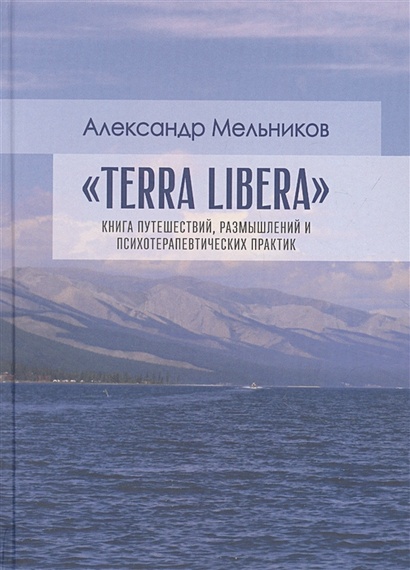 Александр Мельников
«TERRA LIBERA»
КНИГА ПУТЕШЕСТВИЙ, РАЗМЫШЛЕНИЙ И
ПСИХОТЕРАПЕВТИЧЕСКИХ ПРАКТИК